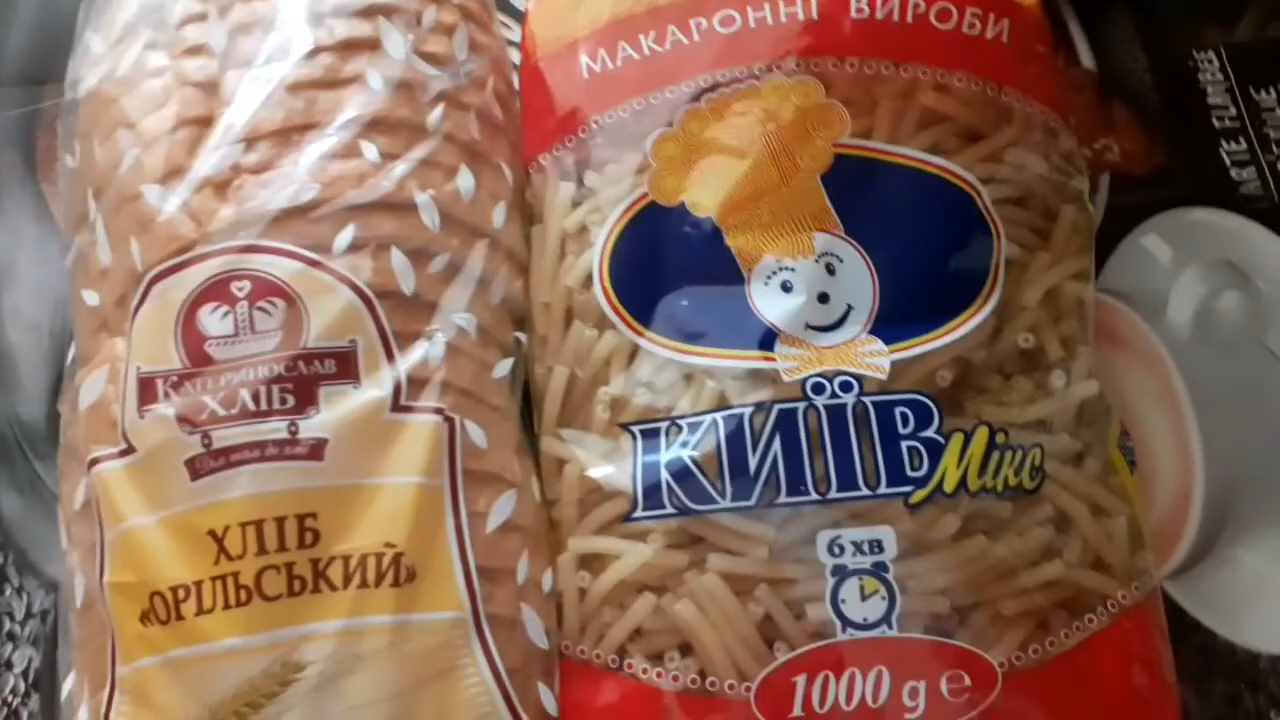 КАТЕРИНОСЛАВ
ХЛІБ
ХЛІБ
«ОРІЛЬСЬКИЙ»
МАКАРОННІ ВИРОБИ
КИЇВ
Мікс
6 хв
1000 g e